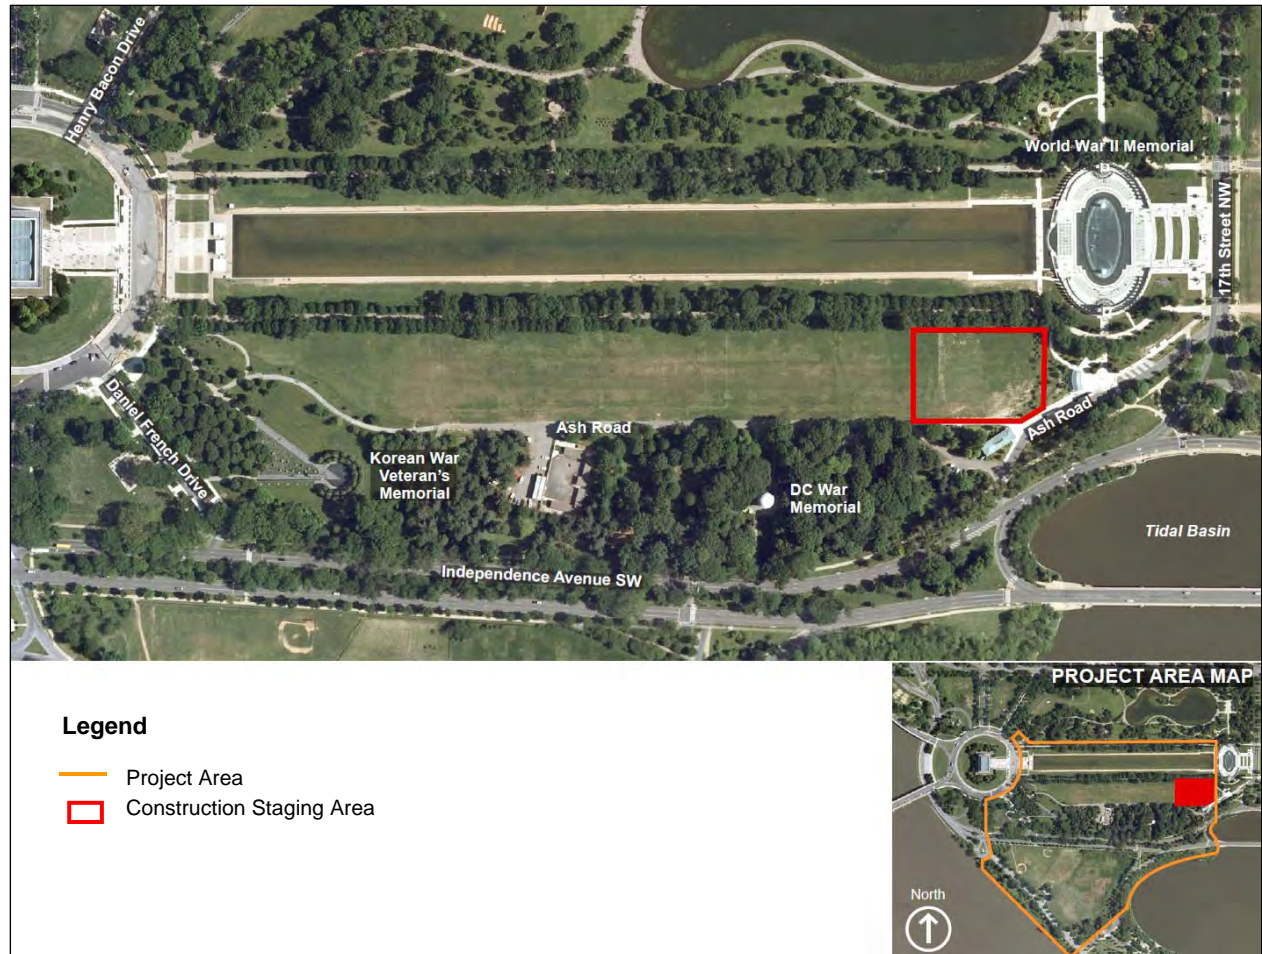 Henry Bacon Drive
World War II Memorial
17th Street NW
Daniel French Drive
Ash Road
Ash Road
Korean War
Veteran's
Memorial
DC War
Memorial
Tidal Basin
Independence Avenue SW
Legend
Project Area
Construction Staging Area
PROJECT AREA MAP
North